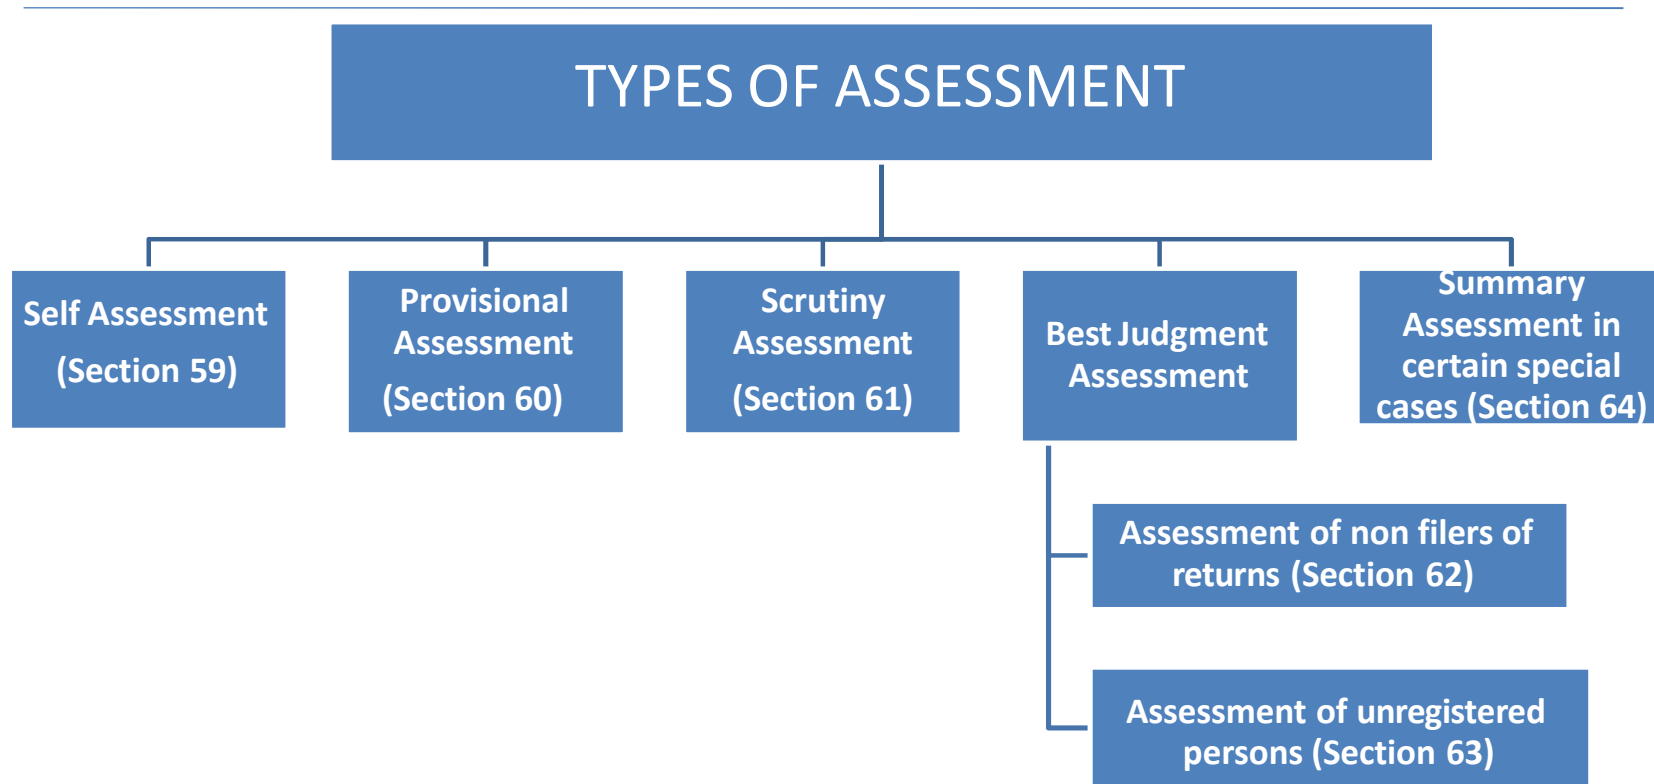 TYPES OF ASSESSMENT
Self Assessment
(Section 59)
Provisional
Assessment
(Section 60)
Scrutiny
Assessment
(Section 61)
Best Judgment
Assessment
Summary
Assessment in
certain special
cases (Section 64)
Assessment of non filers of
returns (Section 62)
Assessment of unregistered
persons (Section 63)